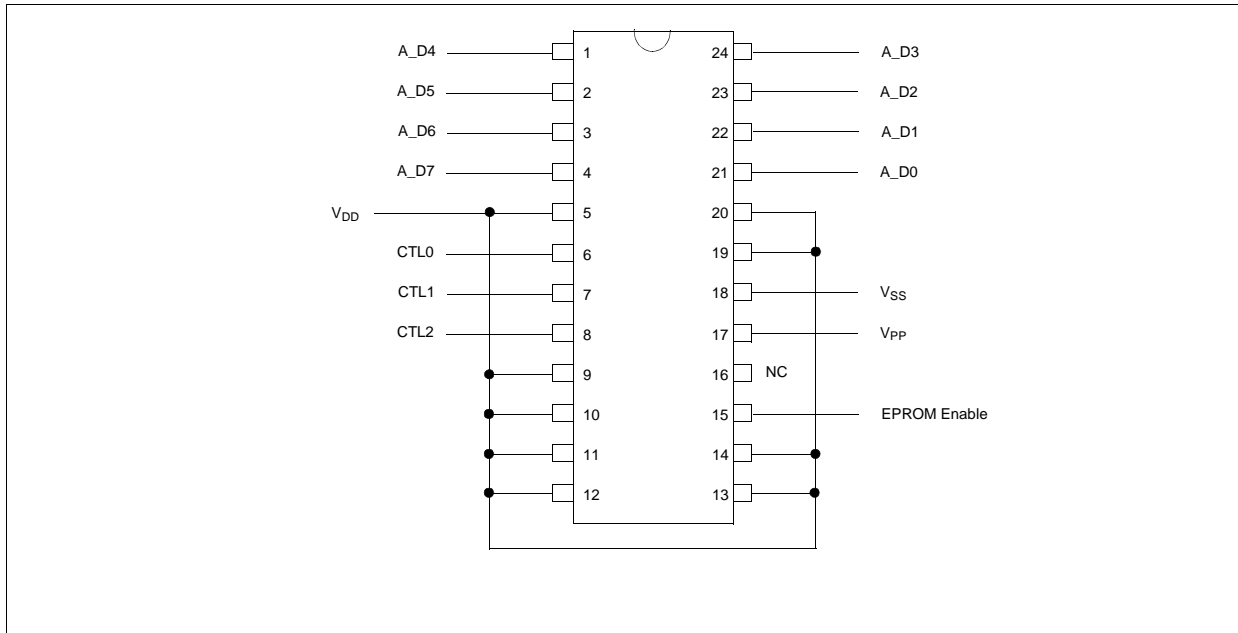 A_D4 1 24 A_D3
A_D5 2 23 A_D2
A_D6 3 22 A_D1
A_D7 4 21 A_D0
VDD 5 20
CTL0 6 19
CTL1 7 18 VSS
CTL2 8 17 VPP
9 16 NC
10 15 EPROM Enable
11 14
12 13